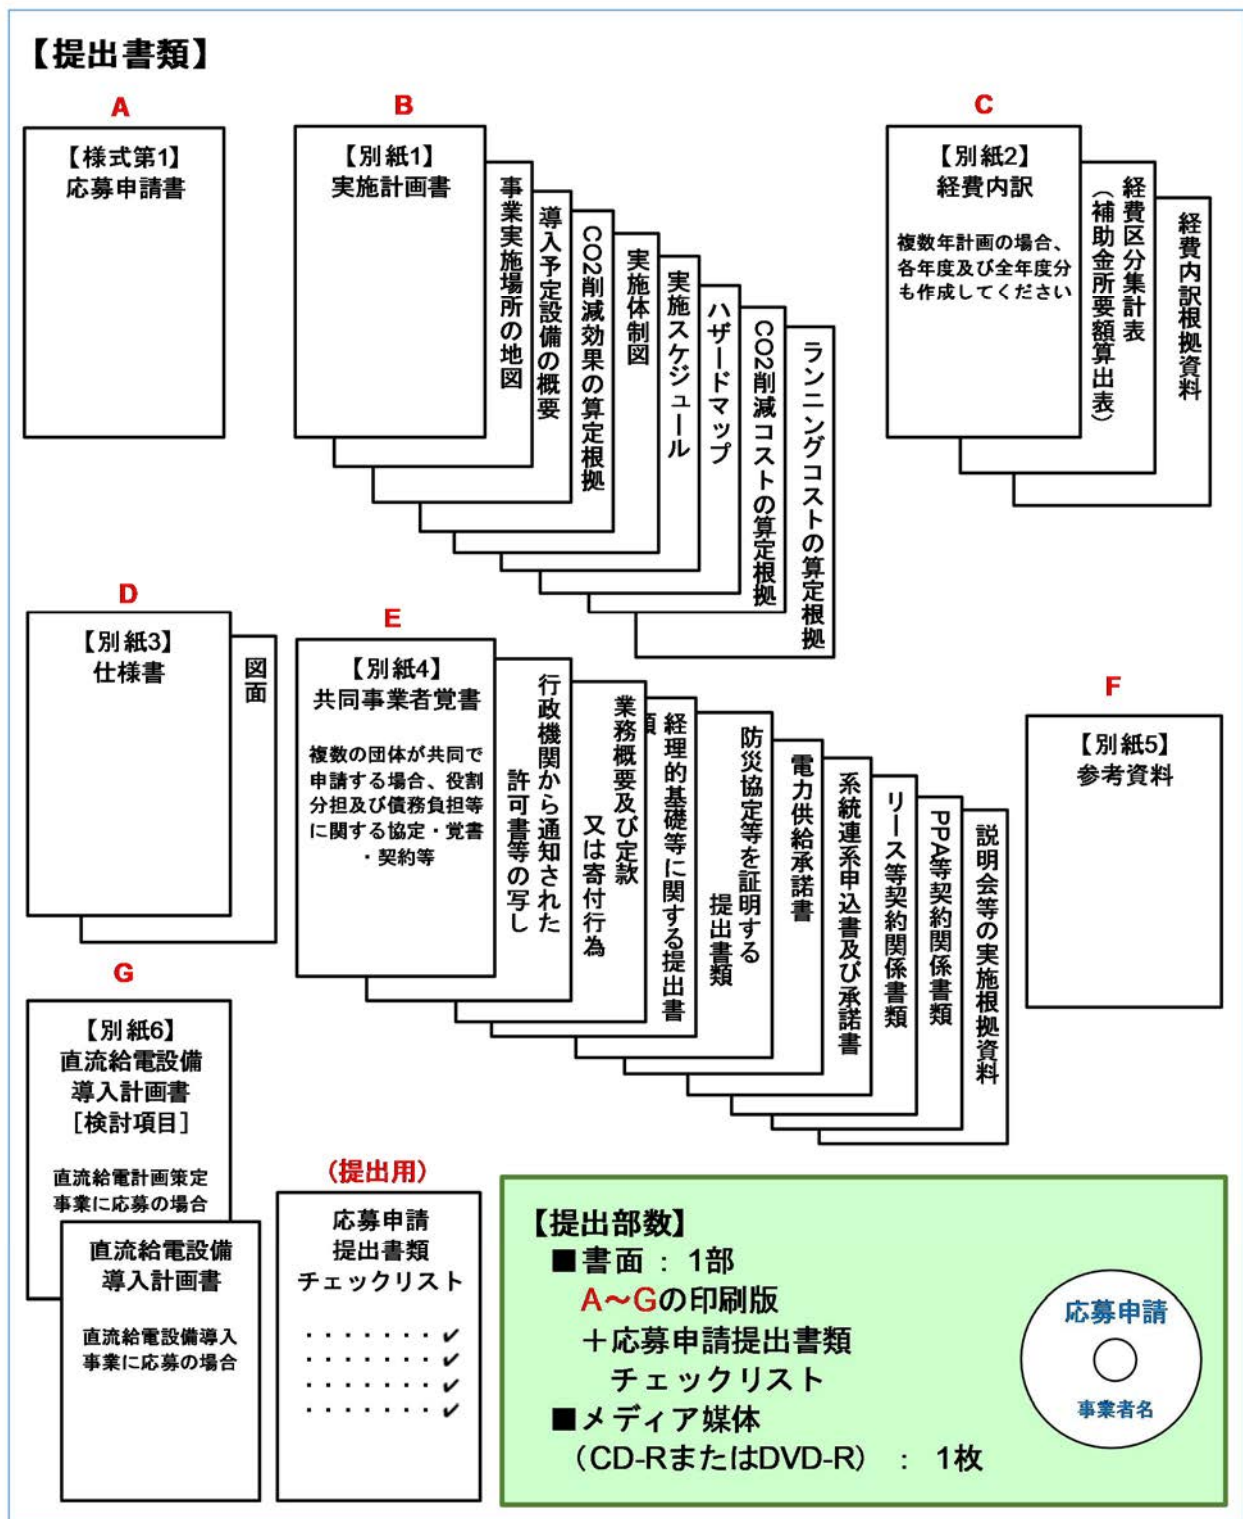 【提出書類】
A
【様式第1】
応募申請書
B
【別紙1】
実施計画書
事業実施場所の地図
導入予定設備の概要
CO2削減効果の算定根拠
実施体制図
実施スケジュール
ハザードマップ
CO2削減コストの算定根拠
ランニングコストの算定根拠
C
【別紙2】
経費内訳
複数年計画の場合、
各年度及び全年度分
も作成してください
経費区分集計表
（補助金所要額算出表）
経費内訳根拠資料
D
【別紙3】
仕様書
図面
E
【別紙4】
共同事業者覚書
複数の団体が共同で
申請する場合、役割
分担及び債務負担等
に関する協定・覚書
・契約等
行政機関から通知された
許可書等の写し
業務概要及び定款
又は寄付行為
経理的基礎等に関する提出書
類
防災協定等を証明する
提出書類
電力供給承諾書
系統連系申込書及び承諾書
リース等契約関係書類
PPA等契約関係書類
説明会等の実施根拠資料
F
【別紙5】
参考資料
G
【別紙6】
直流給電設備
導入計画書
［検討項目］
直流給電計画策定
事業に応募の場合
直流給電設備
導入計画書
直流給電設備導入
事業に応募の場合
（提出用）
応募申請
提出書類
チェックリスト
・・・・・・・✔
・・・・・・・✔
・・・・・・・✔
・・・・・・・✔
【提出部数】
■書面：1部
A～Gの印刷版
＋応募申請提出書類
チェックリスト
■メディア媒体
（CD-RまたはDVD-R）：1枚
応募申請
事業者名